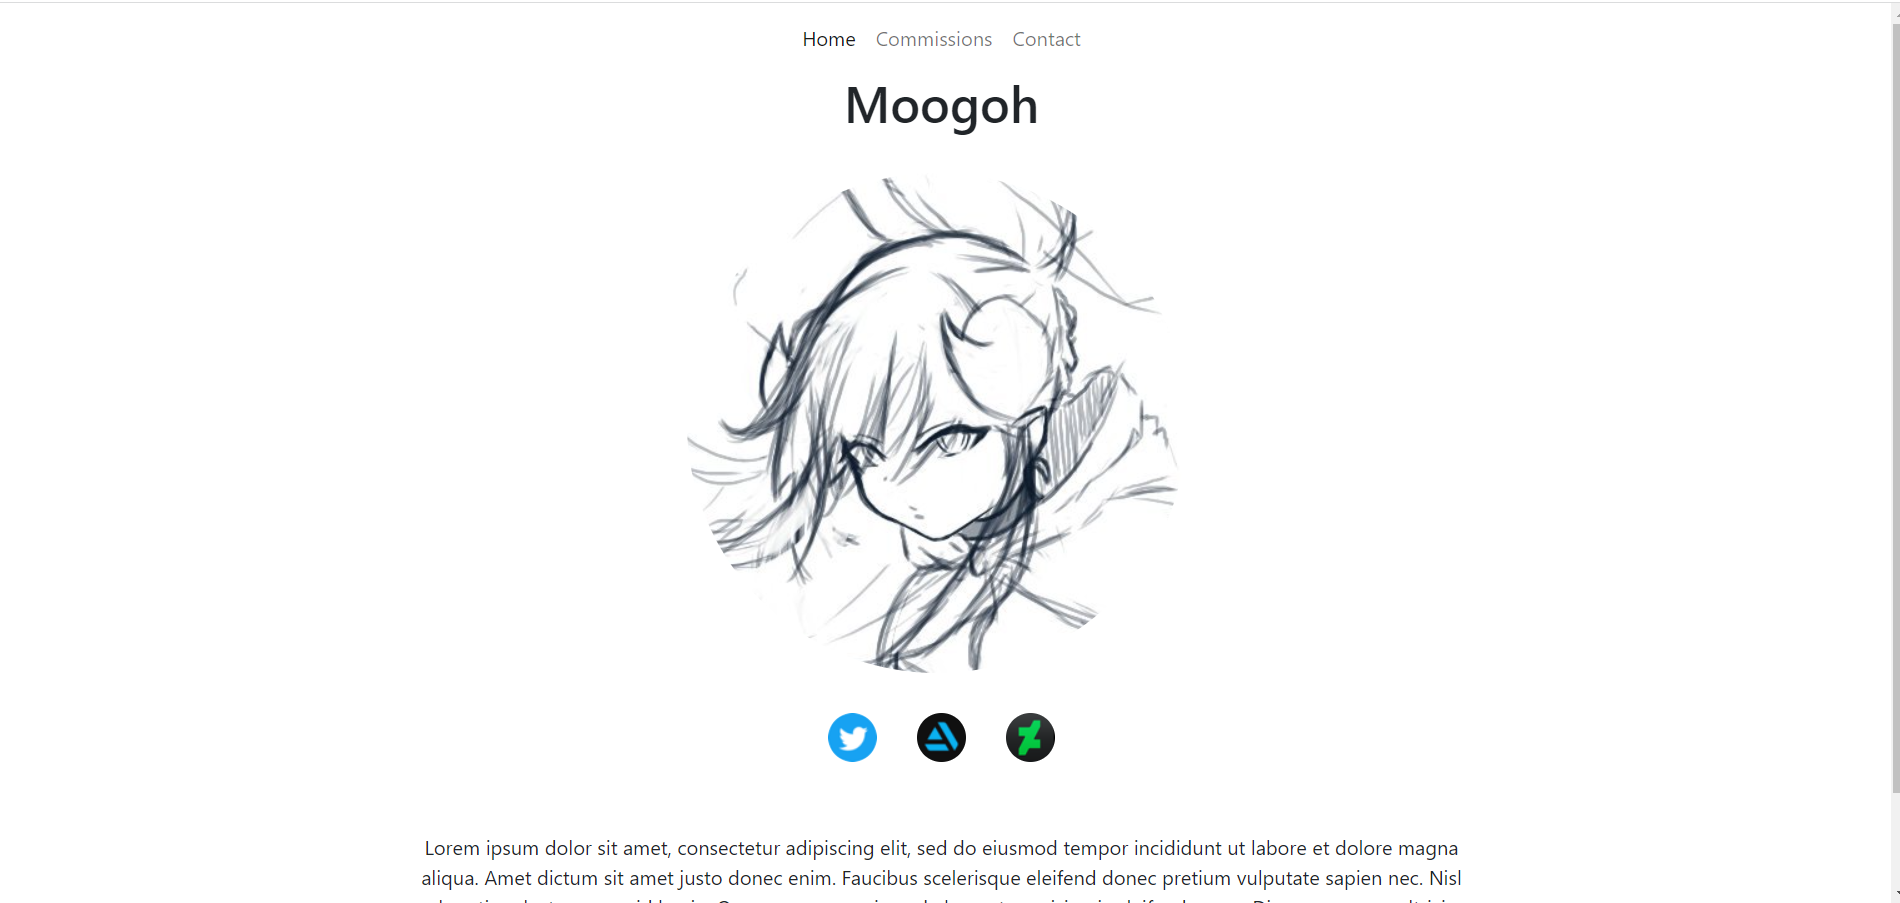 Home Commissions Contact
Moogoh
Lorem ipsum dolor sit amet, consectetur adipiscing elit, sed do eiusmod tempor incididunt ut labore et dolore magna
aliqua. Amet dictum sit amet justo donec enim. Faucibus scelerisque eleifend donec pretium vulputate sapien nec. Nisl